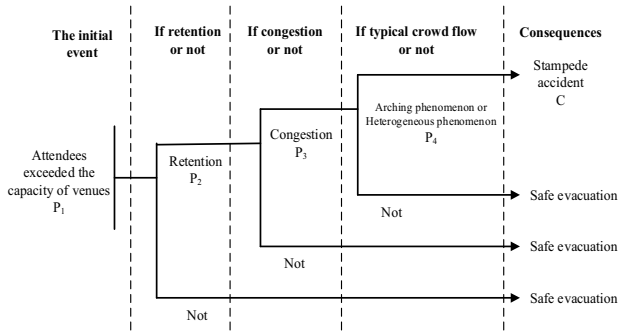 The initial
event
If retention
or not
If congestion
or not
If typical crowd flow
or not
Consequences
Stampede
accident
C
Arching phenomenon or
Heterogeneous phenomenon
P4
Congestion
P3
Attendees
exceeded the
capacity of venues
P1
Retention
P2
Safe evacuation
Not
Safe evacuation
Not
Safe evacuation
Not